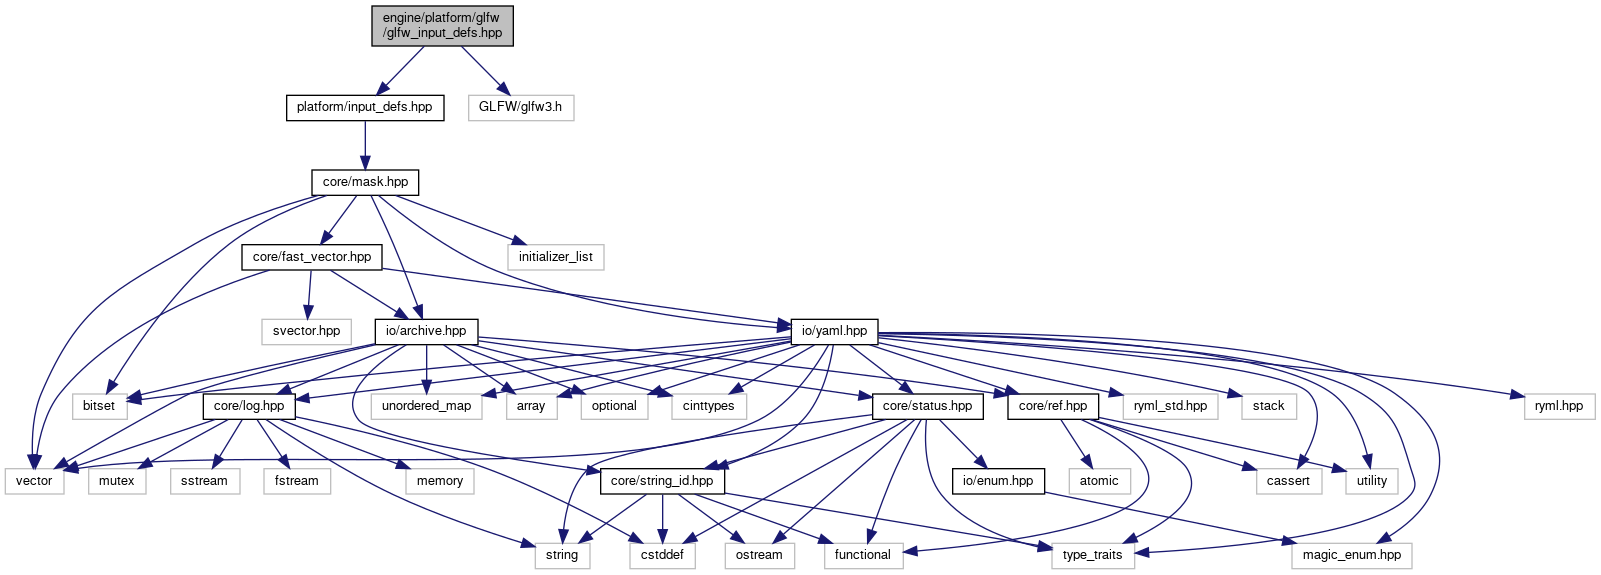 engine/platform/glfw
/glfw_input_defs.hpp
platform/input_defs.hpp
GLFW/glfw3.h
core/mask.hpp
core/fast_vector.hpp
initializer_list
svector.hpp
io/archive.hpp
io/yaml.hpp
bitset
core/log.hpp
unordered_map
array
optional
cinttypes
core/status.hpp
core/ref.hpp
ryml_std.hpp
stack
ryml.hpp
vector
mutex
sstream
fstream
memory
core/string_id.hpp
io/enum.hpp
atomic
cassert
utility
string
cstddef
ostream
functional
type_traits
magic_enum.hpp